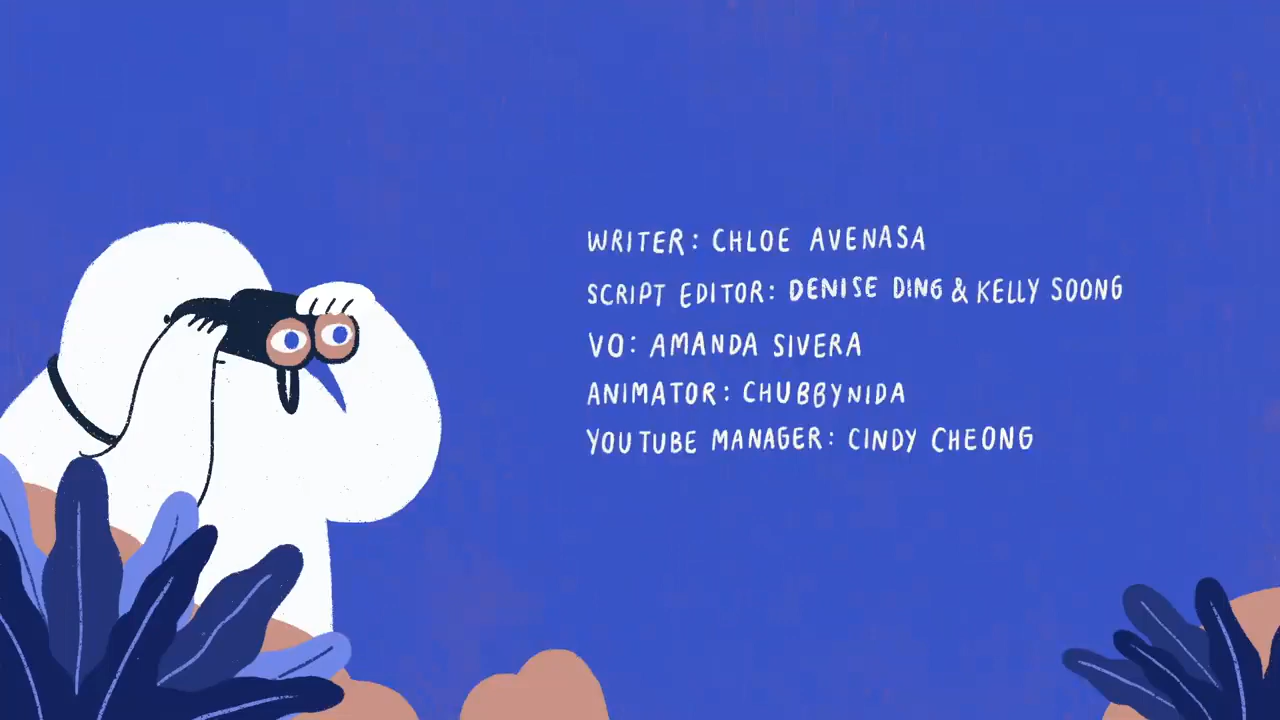 WRITER: CHLOE AVENASA
SCRIPT EDITOR: DENISE DING & KELLY SOONG
VO: AMANDA SIVERA
ANIMATOR: CHUBBYNIDA
YOUTUBE MANAGER: CINDY CHEONG